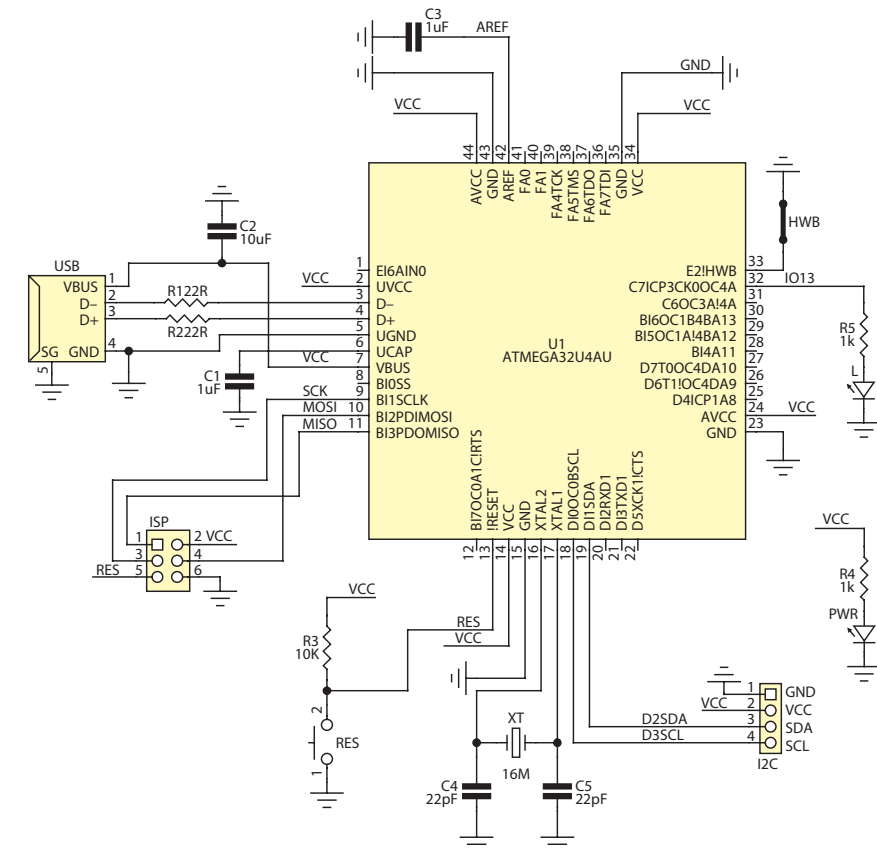 C3
1uF
AREF
GND
VCC
VCC
44
43
42
41
40
39
38
37
36
35
34
AVCC
GND
AREF
FA0
FA1
FA4TCK
FA5TMS
FA6TDO
FA7TDI
GND
VCC
C2
10uF
HWB
USB
VBUS
D−
D+
SG GND
1
2
3
4
5
R122R
R222R
VCC
VCC
C1
1uF
SCK
MOSI
MISO
1
2
3
4
5
6
7
8
9
10
11
EI6AIN0
UVCC
D−
D+
UGND
UCAP
VBUS
BI0SS
BI1SCLK
BI2PDIMOSI
BI3PDOMISO
U1
ATMEGA32U4AU
E2!HWB
C7ICP3CK0OC4A
C6OC3A!4A
BI6OC1B4BA13
BI5OC1A!4BA12
BI4A11
D7T0OC4DA10
D6T1!OC4DA9
D4ICP1A8
AVCC
GND
33
32
31
30
29
28
27
26
25
24
23
IO13
VCC
R5
1k
L
BI7OC0A1C!RTS
!RESET
VCC
GND
XTAL2
XTAL1
DI0OC0BSCL
DI1SDA
DI2RXD1
DI3TXD1
D5XCK1!CTS
12
13
14
15
16
17
18
19
20
21
22
ISP
1
2 VCC
3
4
RES 5
6
VCC
R3
10K
RES
VCC
2
RES
1
XT
16M
C4
22pF
C5
22pF
VCC
R4
1k
PWR
D2SDA
D3SCL
VCC
1
2
3
4
GND
VCC
SDA
SCL
I2C